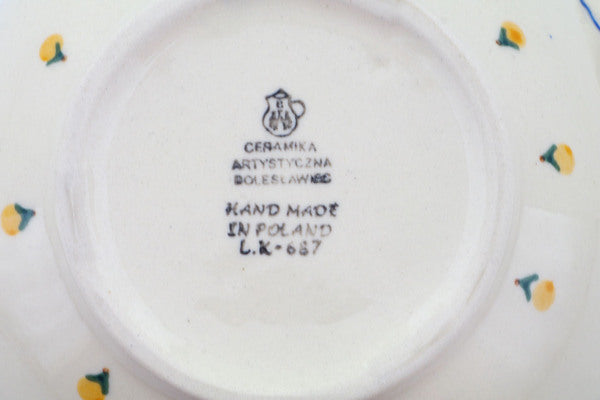 CERAMIKA
ARTYSTYCZNA
BOLESŁAWIEC
HAND MADE
IN POLAND
L.K-687